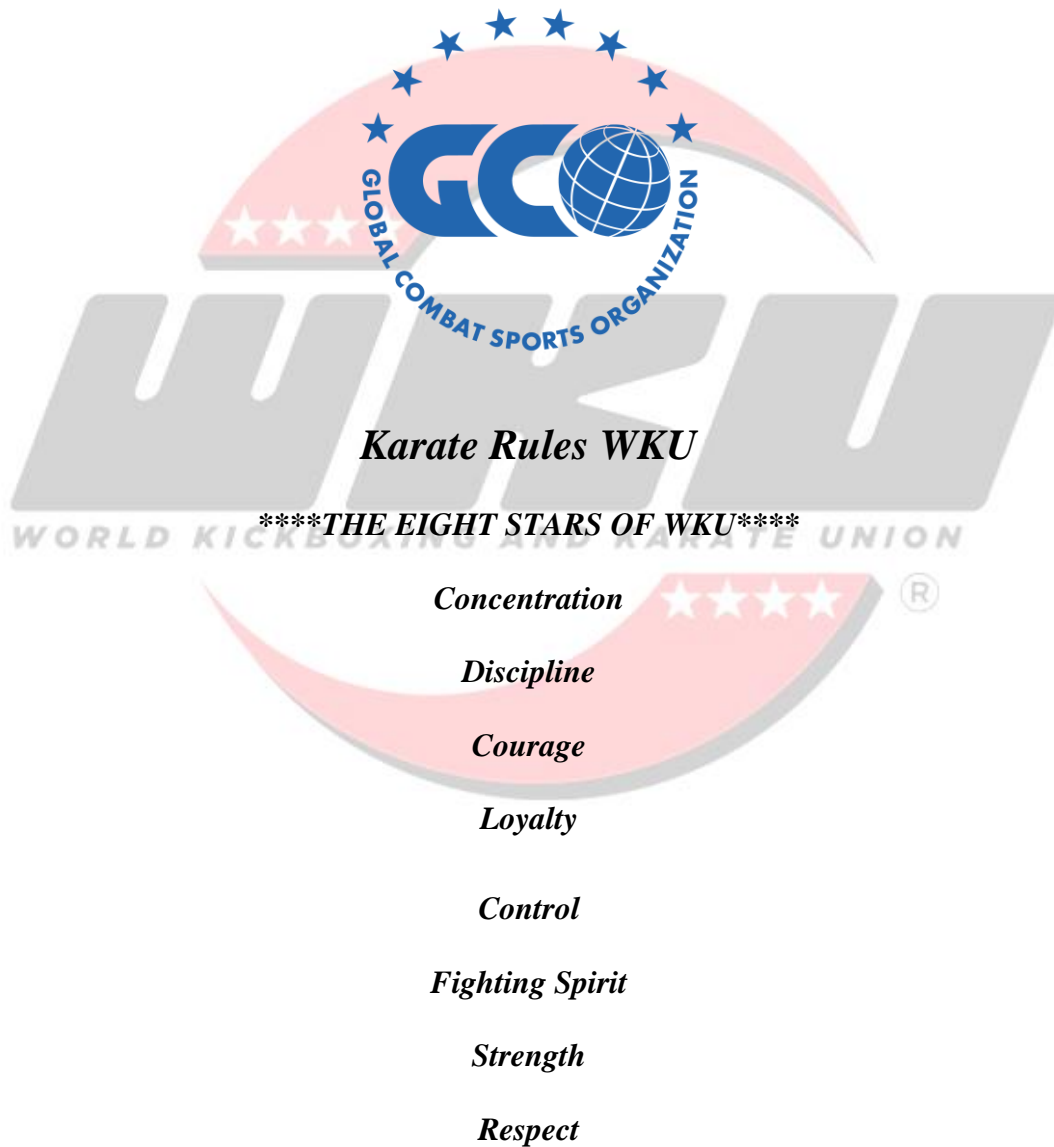 GCO
GLOBAL COMBAT SPORTS ORGANIZATION
WKU
Karate Rules WKU
****THE EIGHT STARS OF WKU****
WORLD KICKBOXING AND KARATE UNION
Concentration
®
Discipline
Courage
Loyalty
Control
Fighting Spirit
Strength
Respect